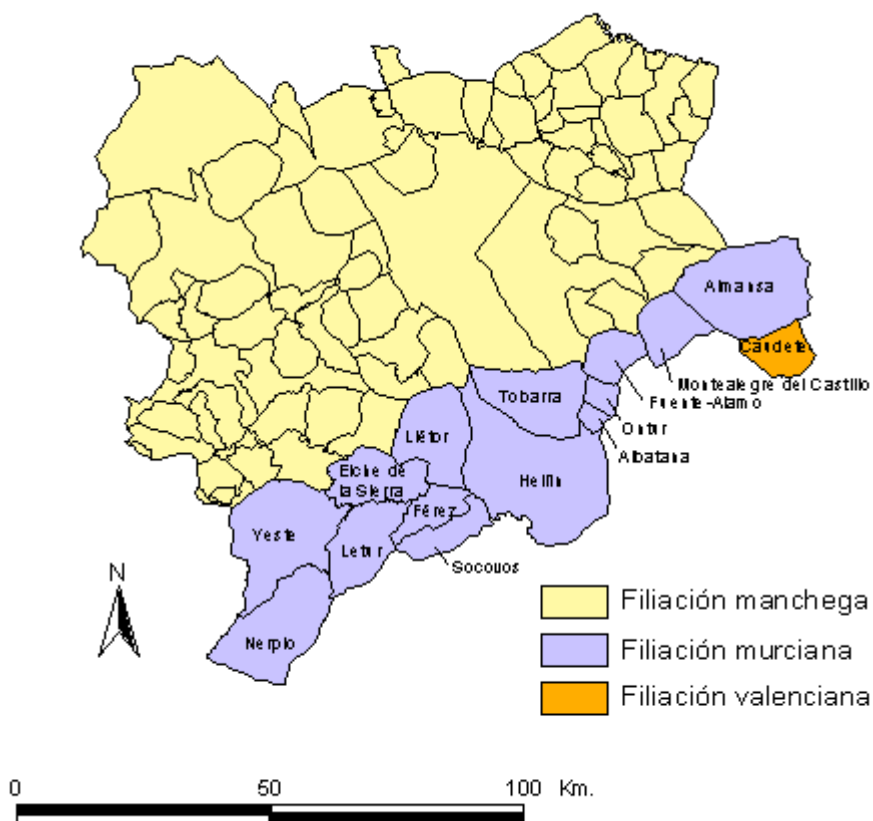 Almansa
Caudete
Montealegre del Castillo
Fuente-Alamo
Tobarra
Ontur
Liétor
Albatana
Elche de
la Sierra
Hellín
Férez
Yeste
Letur
Socovos
N
Nerpio
Filiación manchega
Filiación murciana
Filiación valenciana
0 50 100 Km.